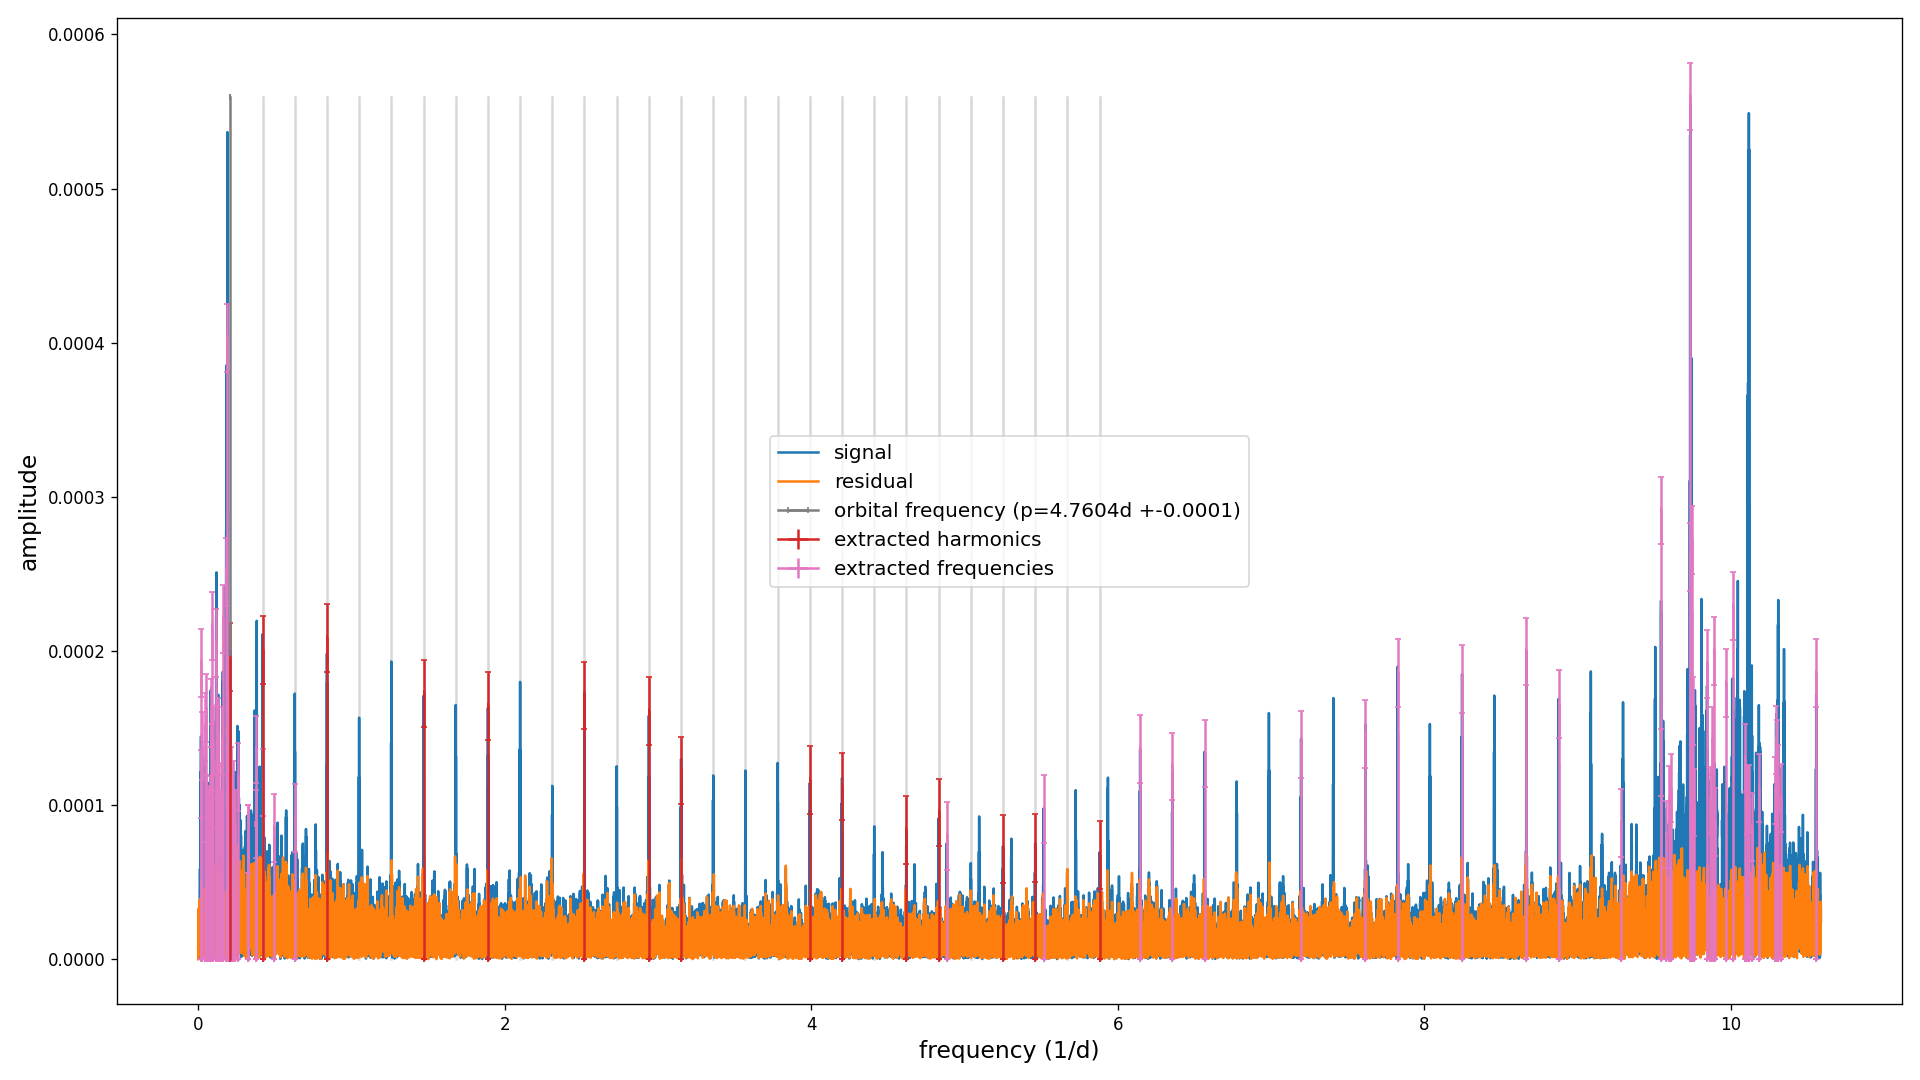 0.0006
0.0005
0.0004
0.0003
0.0002
0.0001
0.0000
amplitude
signal
residual
orbital frequency (p=4.7604d +-0.0001)
extracted harmonics
extracted frequencies
0 2 4 6 8 10
frequency (1/d)